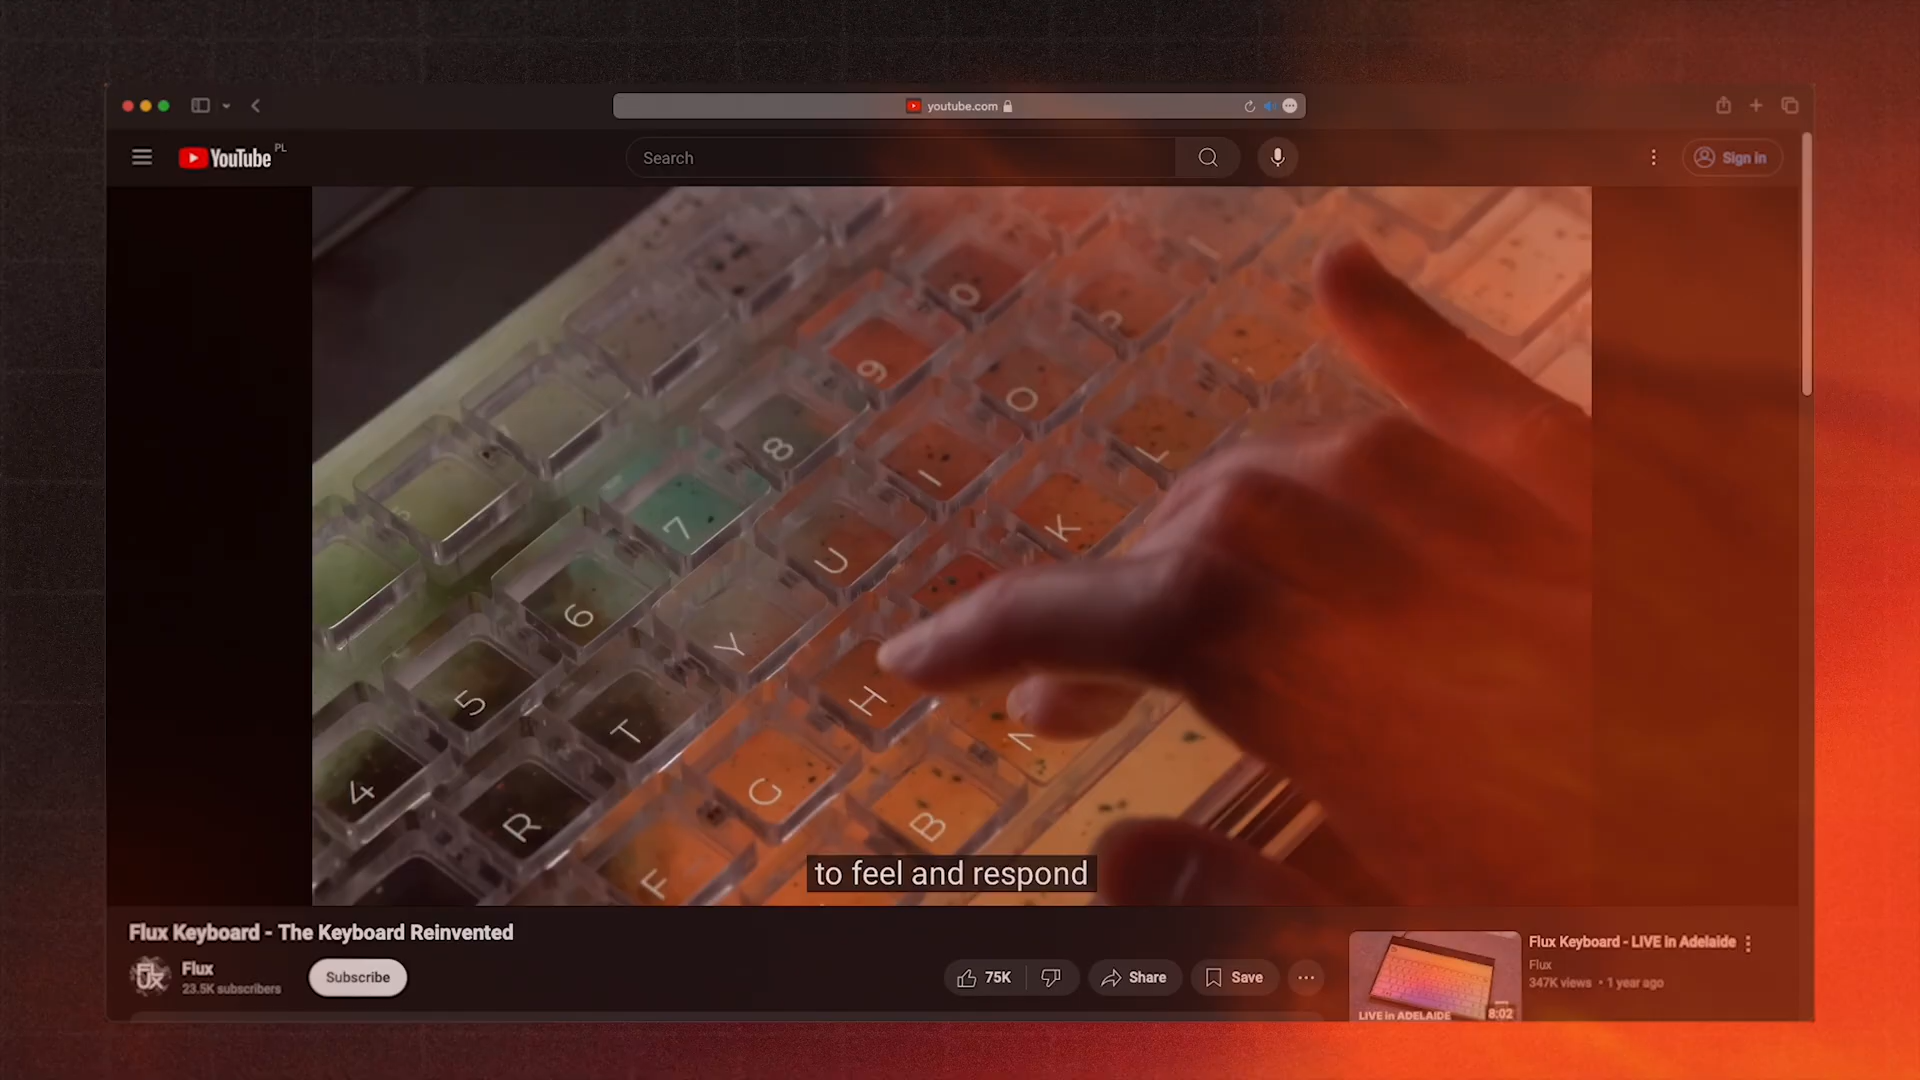 youtube.com
YouTube PL
Search
Sign in
0
9
O
8
I
L
7
U
K
6
Y
5
T
H
4
R
G
N
F
B
to feel and respond
Flux Keyboard - The Keyboard Reinvented
FLUX
Flux
23.5K subscribers
Subscribe
75K
Share
Save
Flux Keyboard - LIVE in Adelaide
Flux
347K views • 1 year ago
LIVE in ADELAIDE
8:02